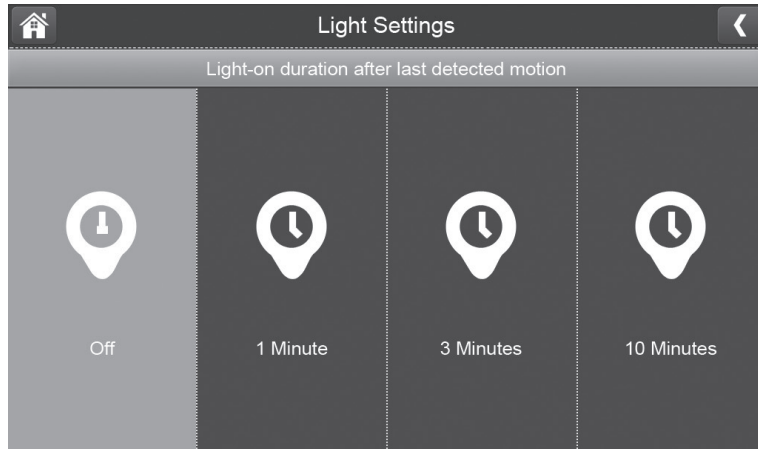 Light Settings
Light-on duration after last detected motion
Off
1 Minute
3 Minutes
10 Minutes